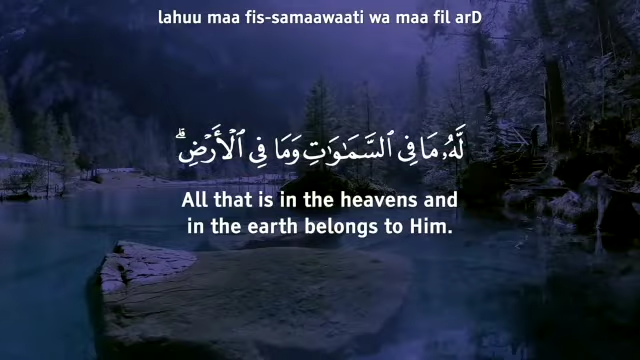 lahuu maa fis-samaawaati wa maa fil arD
لَّهُۥ مَا فِى ٱلسَّمَـٰوَٰتِ وَمَا فِى ٱلْأَرْضِ ۗ
All that is in the heavens and
in the earth belongs to Him.